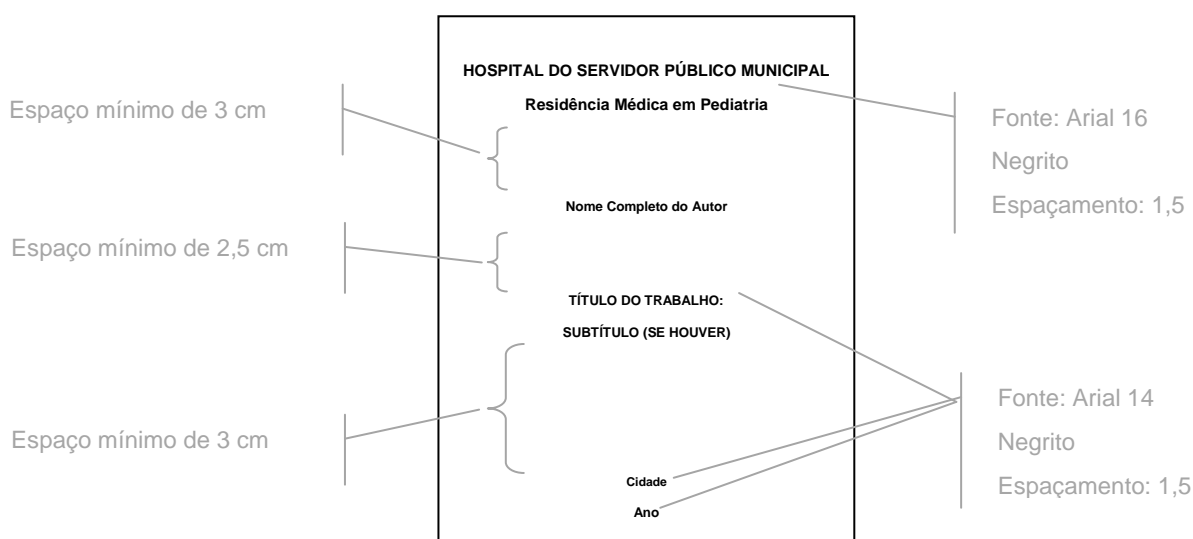 HOSPITAL DO SERVIDOR PÚBLICO MUNICIPAL
Residência Médica em Pediatria
Espaço mínimo de 3 cm
Fonte: Arial 16
Negrito
Espaçamento: 1,5
Nome Completo do Autor
Espaço mínimo de 2,5 cm
TÍTULO DO TRABALHO:
SUBTÍTULO (SE HOUVER)
Espaço mínimo de 3 cm
Fonte: Arial 14
Negrito
Espaçamento: 1,5
Cidade
Ano